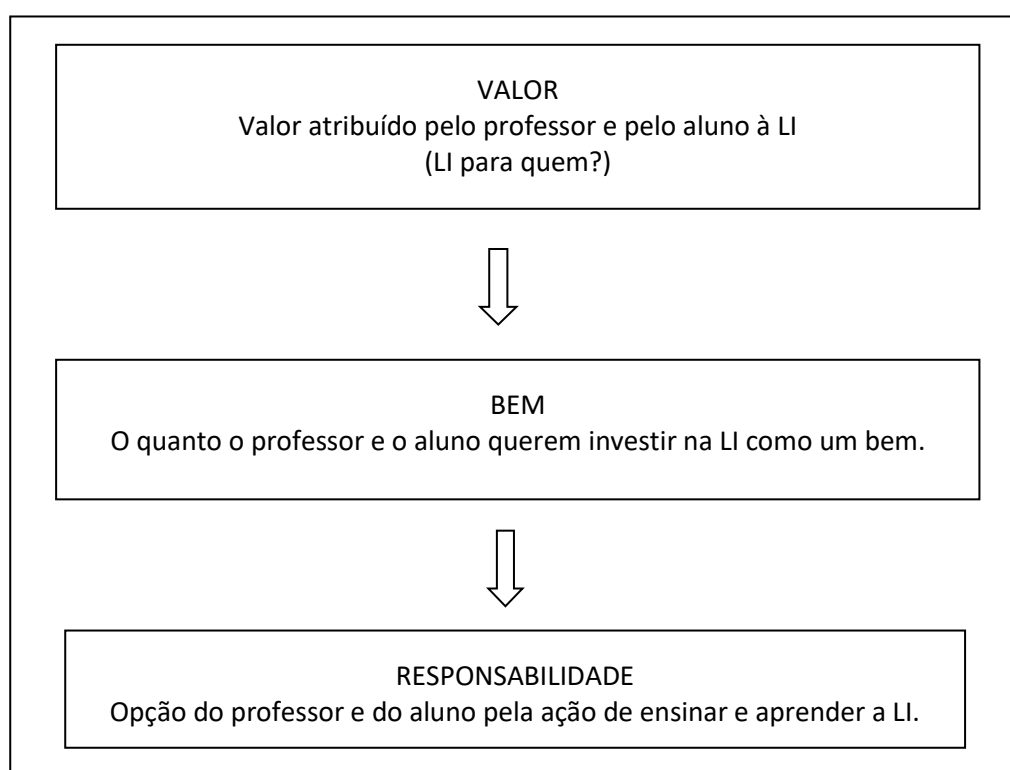 VALOR
Valor atribuído pelo professor e pelo aluno à LI
(LI para quem?)
BEM
O quanto o professor e o aluno querem investir na LI como um bem.
RESPONSABILIDADE
Opção do professor e do aluno pela ação de ensinar e aprender a LI.